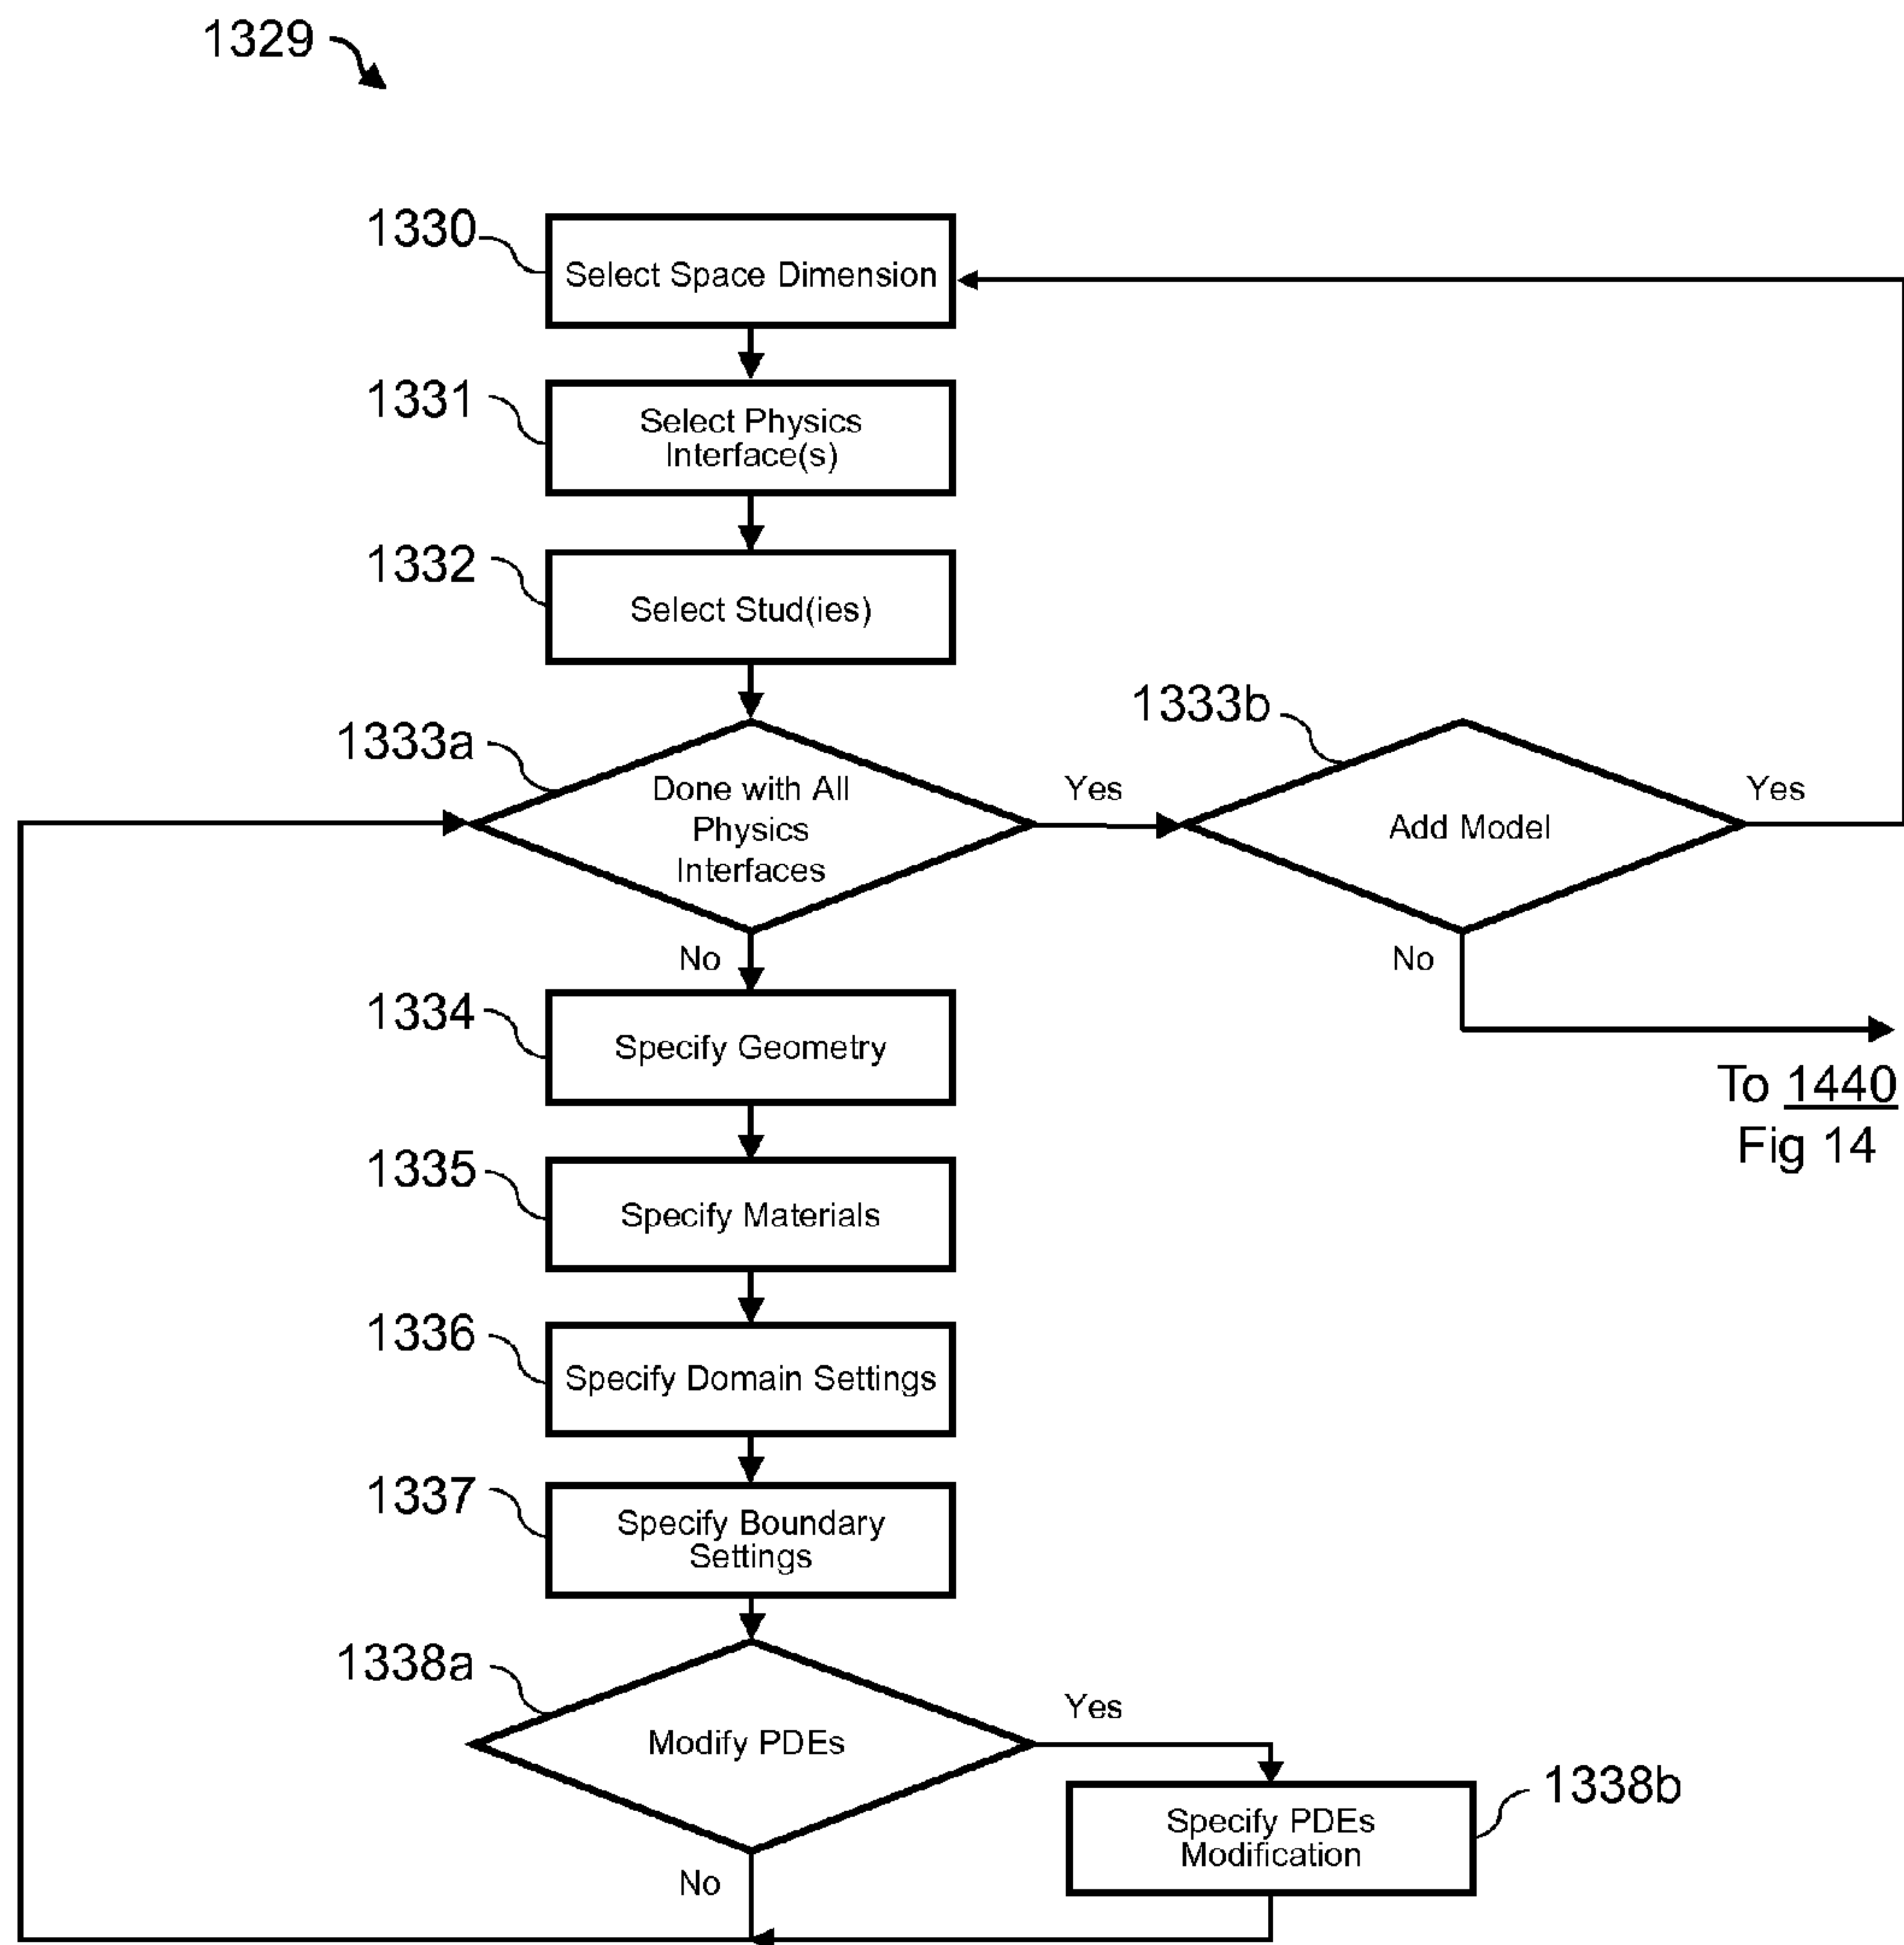 1329
1330
Select Space Dimension
1331
Select Physics
Interface(s)
1332
Select Stud(ies)
1333a
Done with All
Physics
Interfaces
Yes
1333b
Add Model
Yes
No
No
To 1440
Fig 14
1334
Specify Geometry
1335
Specify Materials
1336
Specify Domain Settings
1337
Specify Boundary
Settings
1338a
Modify PDEs
Yes
1338b
Specify PDEs
Modification
No